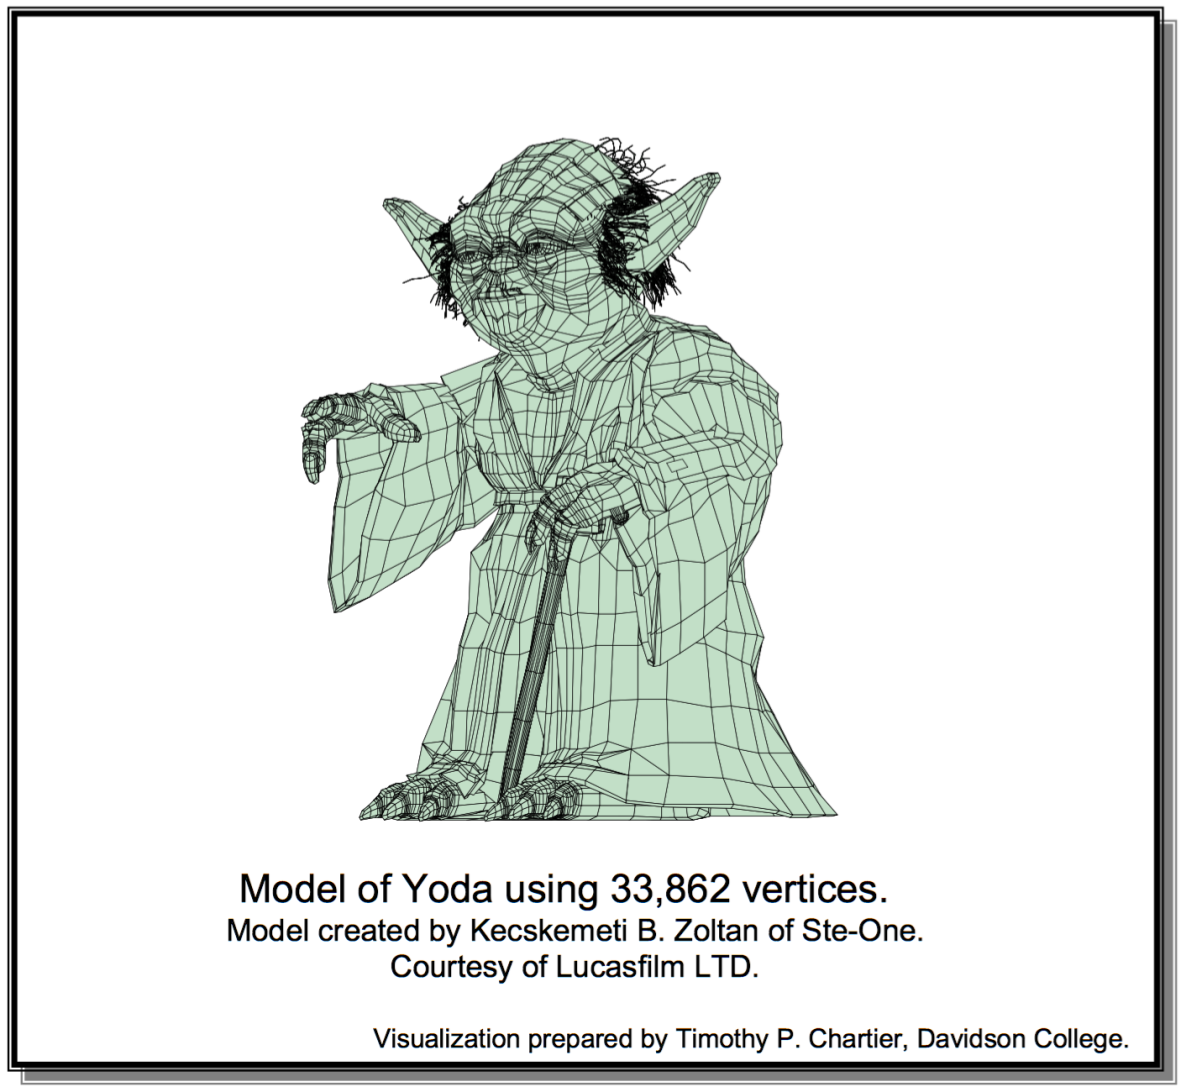 Model of Yoda using 33,862 vertices.
Model created by Kecskemeti B. Zoltan of Ste-One.
Courtesy of Lucasfilm LTD.
Visualization prepared by Timothy P. Chartier, Davidson College.